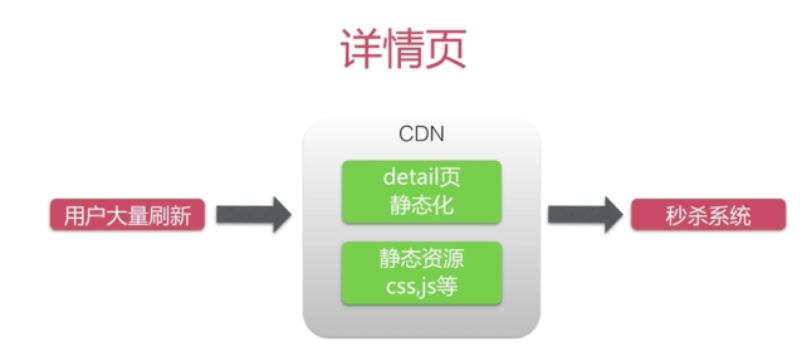 详情页
CDN
用户大量刷新
detail页
静态化
静态资源
css,js等
秒杀系统